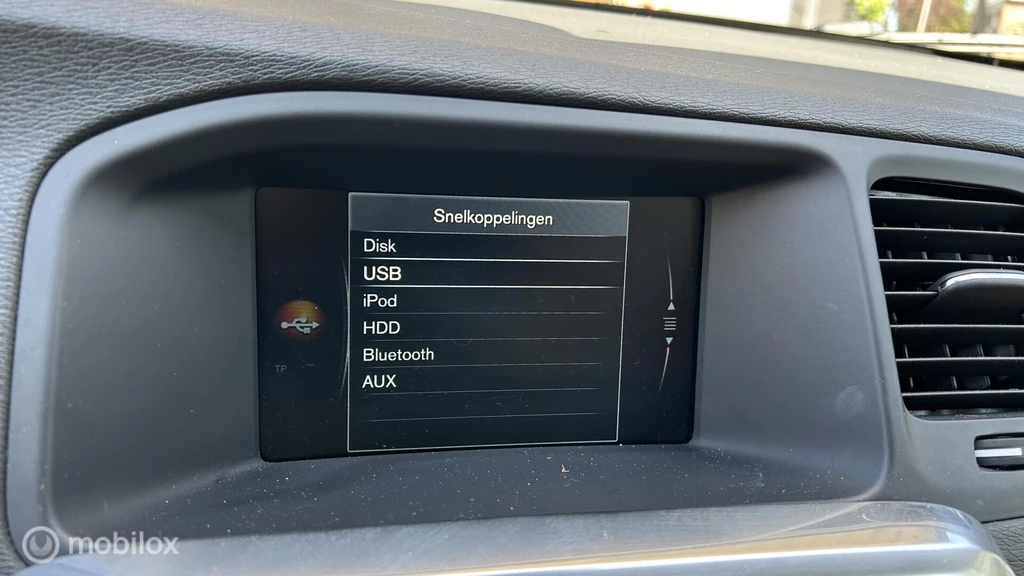 Snelkoppelingen
Disk
USB
iPod
HDD
Bluetooth
AUX
TP
mobilox